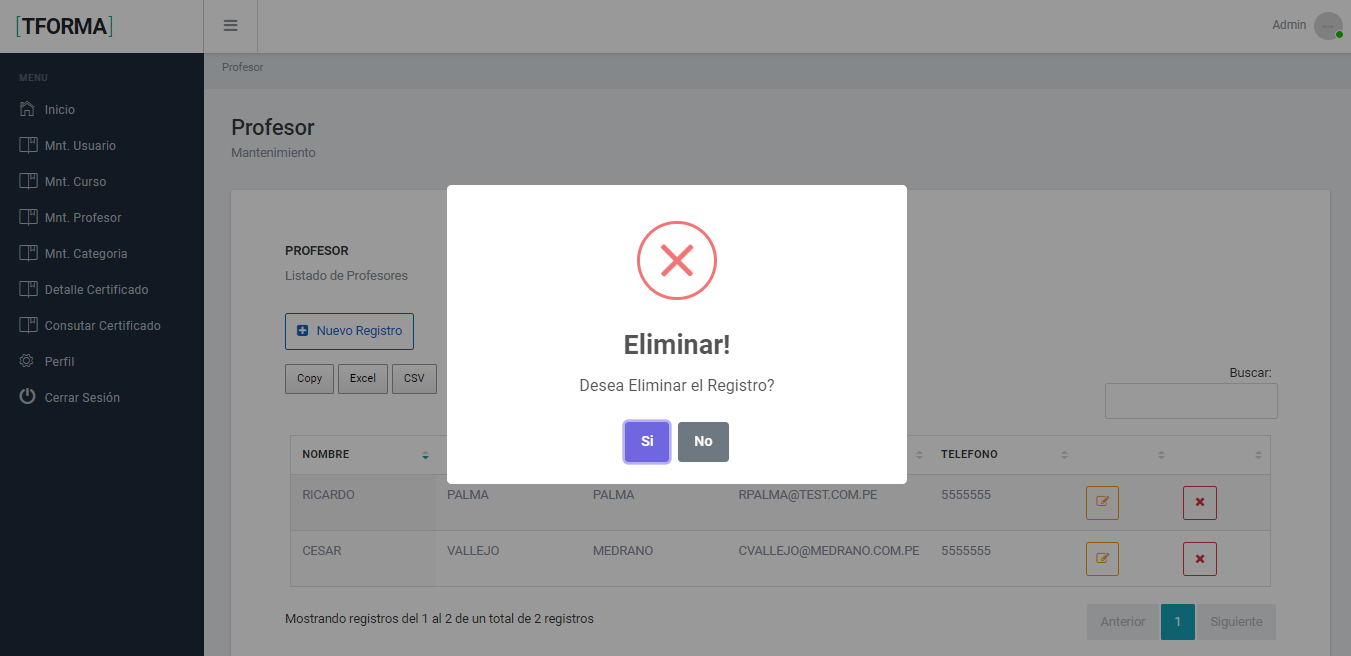 [TFORMA]
Admin
MENU
Inicio
Mnt. Usuario
Mnt. Curso
Mnt. Profesor
Mnt. Categoria
Detalle Certificado
Consutar Certificado
Perfil
Cerrar Sesión
Profesor
Profesor
Mantenimiento
PROFESOR
Listado de Profesores
Nuevo Registro
Copy Excel CSV
Buscar:
Eliminar!
Desea Eliminar el Registro?
Si No
NOMBRE TELEFONO
RICARDO PALMA PALMA RPALMA@TEST.COM.PE 5555555
CESAR VALLEJO MEDRANO CVALLEJO@MEDRANO.COM.PE 5555555
Mostrando registros del 1 al 2 de un total de 2 registros
Anterior 1 Siguiente